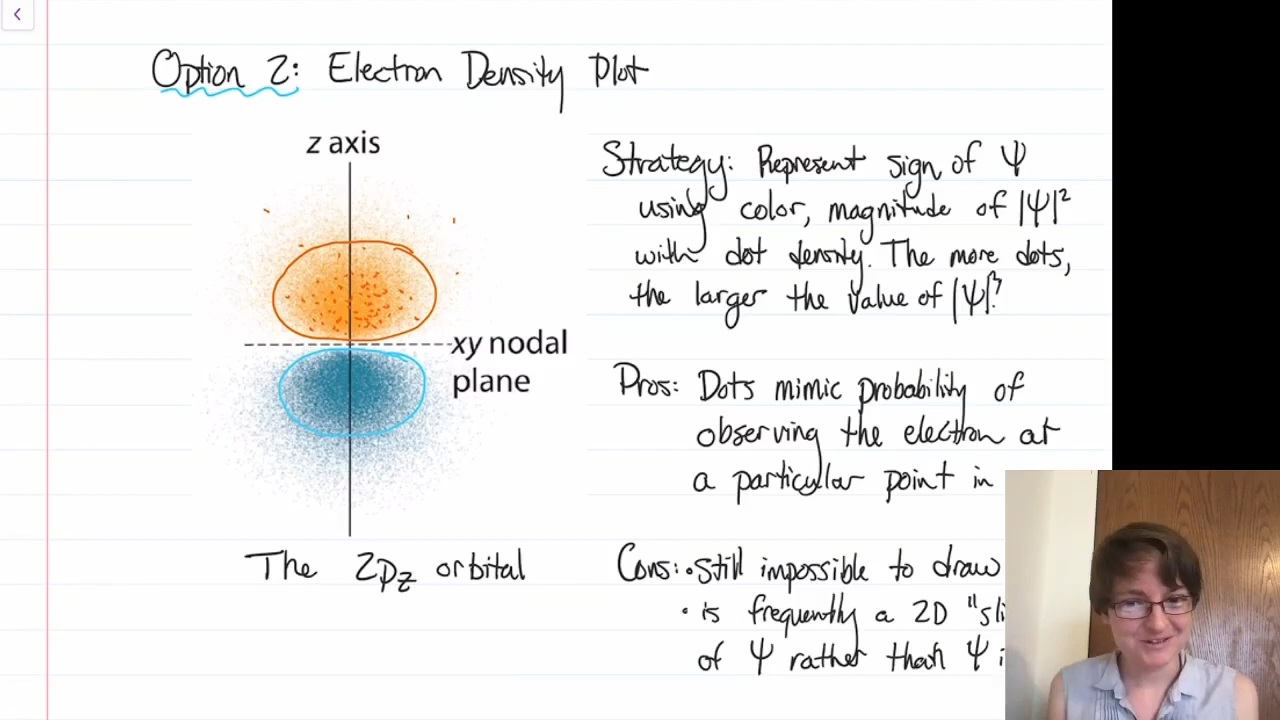 Option 2: Electron Density Plot
z axis
xy nodal
plane
The 2pz orbital
Strategy: Represent sign of Ψ
using color, magnitude of |Ψ|²
with dot density. The more dots,
the larger the value of |Ψ|².
Pros: Dots mimic probability of
observing the electron at
a particular point in
Cons: • Still impossible to draw
• is frequently a 2D
of Ψ rather than Ψ